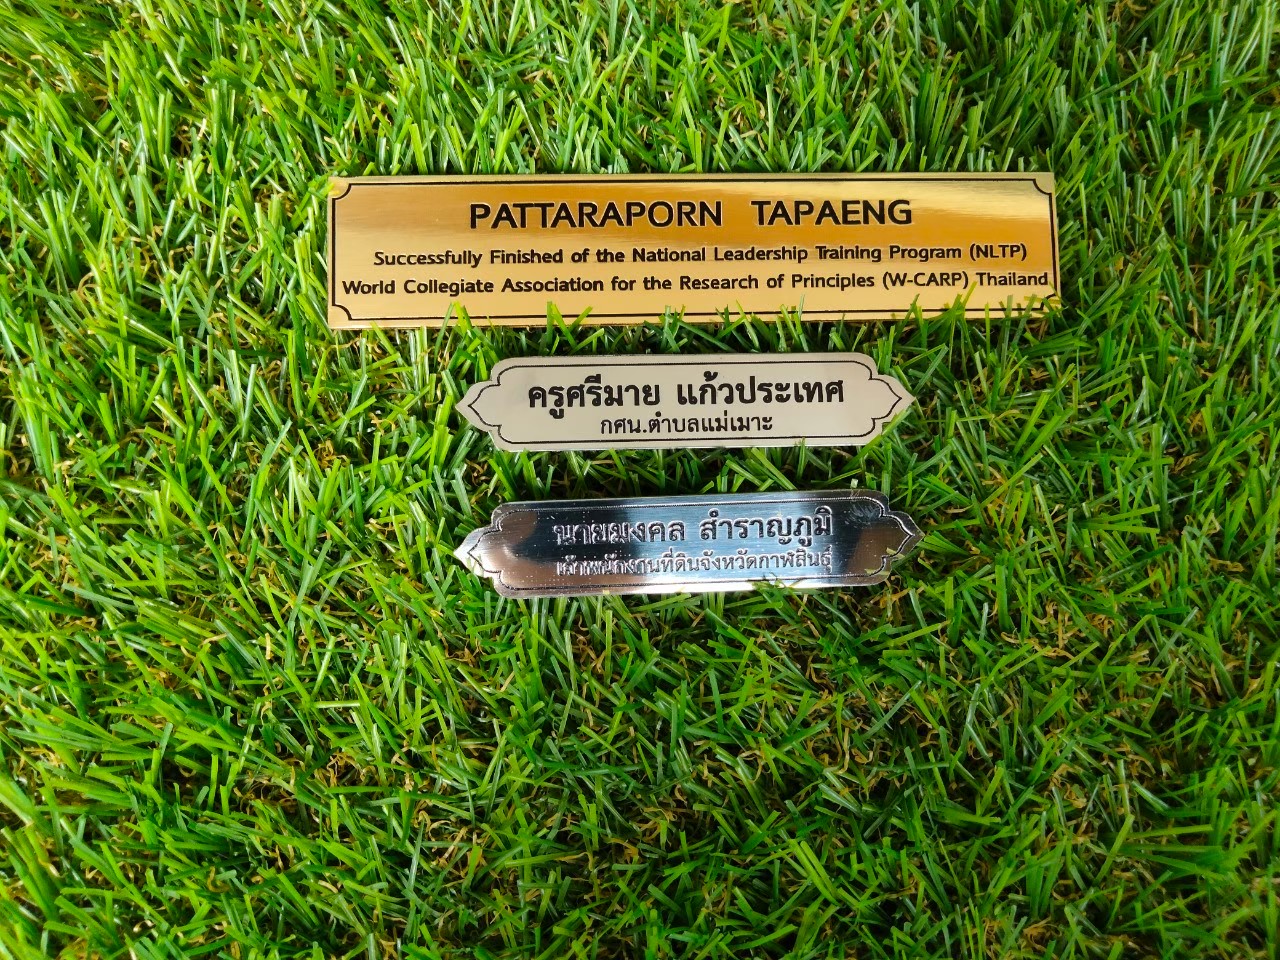 PATTARAPORN TAPAENG
Successfully Finished of the National Leadership Training Program (NLTP)
World Collegiate Association for the Research of Principles (W-CARP) Thailand
ครูศรีมาย แก้วประเทศ
กศน.ตำบลแม่เมาะ
นายมงคล สำราญภูมิ
เจ้าพนักงานที่ดินจังหวัดกาฬสินธุ์